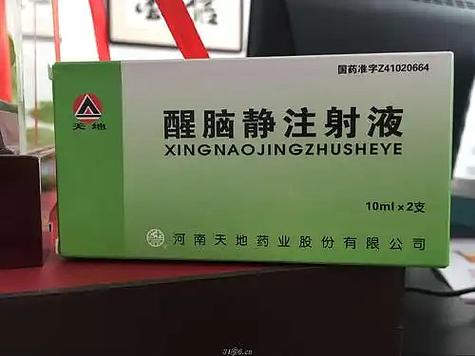 国药准字Z41020664
天地
醒脑静注射液
XINGNAOJINGZHUSHEYE
10ml×2支
河南天地药业股份有限公司